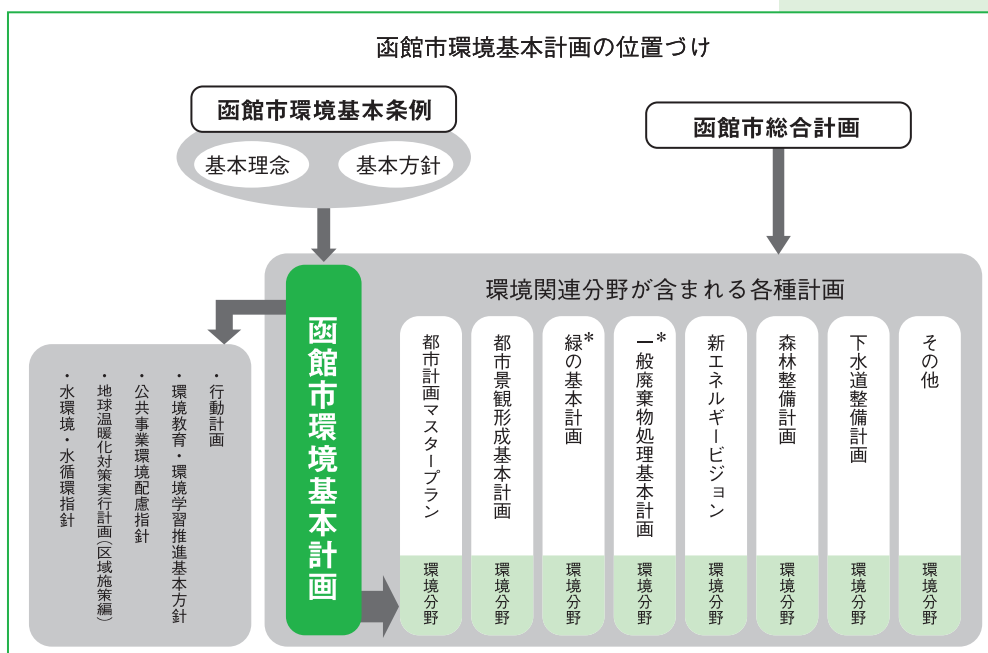 函館市環境基本計画の位置づけ
函館市環境基本条例
基本理念
基本方針
函館市総合計画
環境関連分野が含まれる各種計画
函館市環境基本計画
・行動計画
・環境教育・環境学習推進基本方針
・公共事業環境配慮指針
・地球温暖化対策実行計画(区域施策編)
・水環境・水循環指針
都市計画マスタープラン
環境分野
都市景観形成基本計画
環境分野
緑の基本計画*
環境分野
一般廃棄物処理基本計画*
環境分野
新エネルギービジョン
環境分野
森林整備計画
環境分野
下水道整備計画
環境分野
その他
環境分野